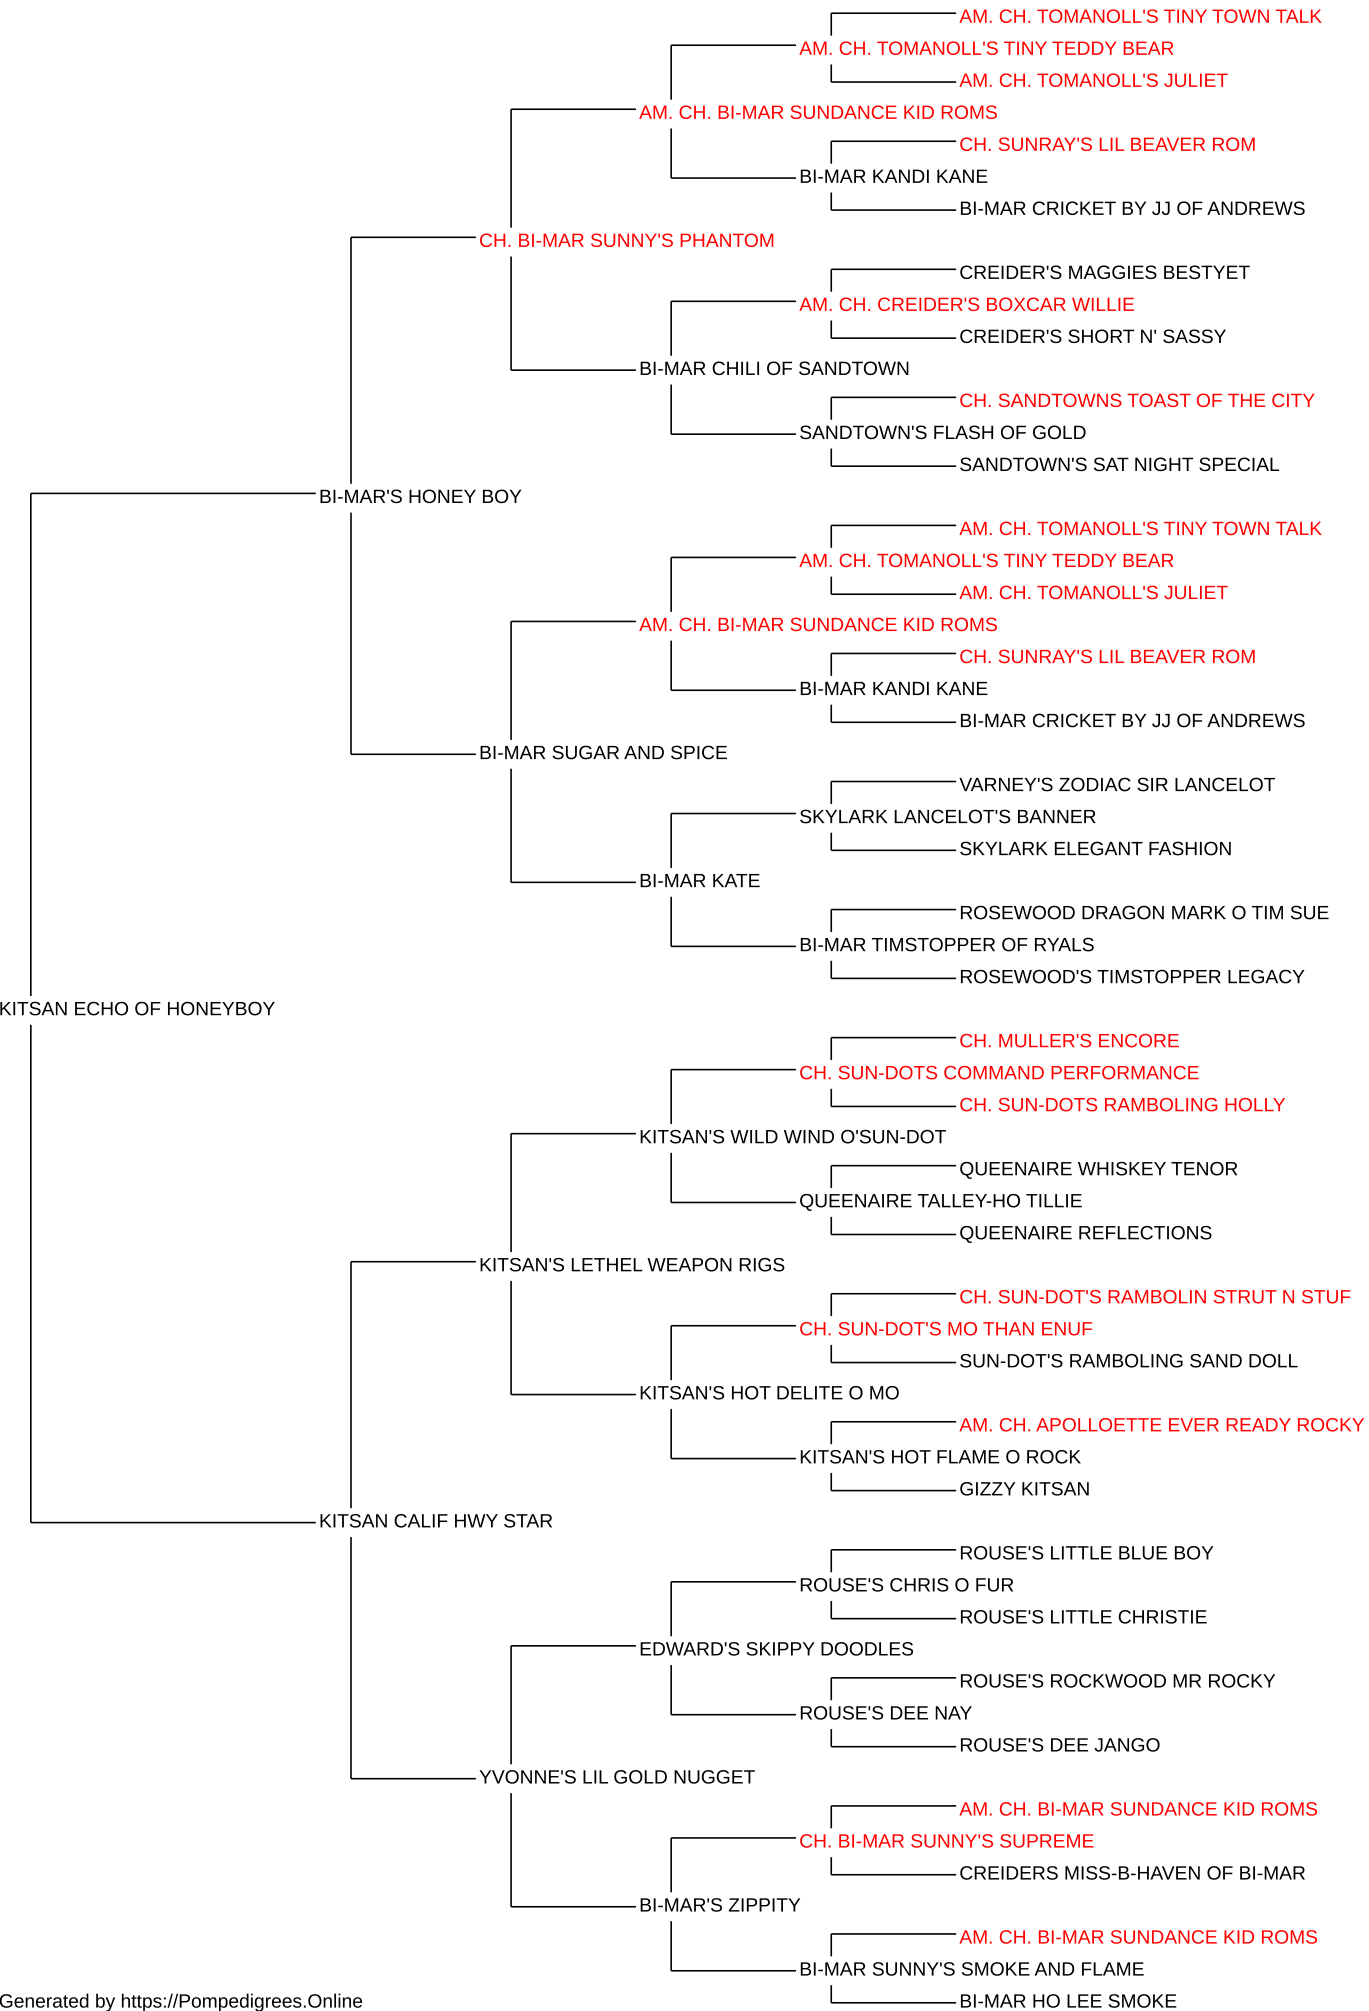 AM. CH. TOMANOLL'S TINY TOWN TALK
AM. CH. TOMANOLL'S TINY TEDDY BEAR
AM. CH. TOMANOLL'S JULIET
AM. CH. BI-MAR SUNDANCE KID ROMS
CH. SUNRAY'S LIL BEAVER ROM
BI-MAR KANDI KANE
BI-MAR CRICKET BY JJ OF ANDREWS
CH. BI-MAR SUNNY'S PHANTOM
CREIDER'S MAGGIES BESTYET
AM. CH. CREIDER'S BOXCAR WILLIE
CREIDER'S SHORT N' SASSY
BI-MAR CHILI OF SANDTOWN
CH. SANDTOWNS TOAST OF THE CITY
SANDTOWN'S FLASH OF GOLD
SANDTOWN'S SAT NIGHT SPECIAL
BI-MAR'S HONEY BOY
AM. CH. TOMANOLL'S TINY TOWN TALK
AM. CH. TOMANOLL'S TINY TEDDY BEAR
AM. CH. TOMANOLL'S JULIET
AM. CH. BI-MAR SUNDANCE KID ROMS
CH. SUNRAY'S LIL BEAVER ROM
BI-MAR KANDI KANE
BI-MAR CRICKET BY JJ OF ANDREWS
BI-MAR SUGAR AND SPICE
VARNEY'S ZODIAC SIR LANCELOT
SKYLARK LANCELOT'S BANNER
SKYLARK ELEGANT FASHION
BI-MAR KATE
ROSEWOOD DRAGON MARK O TIM SUE
BI-MAR TIMSTOPPER OF RYALS
ROSEWOOD'S TIMSTOPPER LEGACY
KITSAN ECHO OF HONEYBOY
CH. MULLER'S ENCORE
CH. SUN-DOTS COMMAND PERFORMANCE
CH. SUN-DOTS RAMBOLING HOLLY
KITSAN'S WILD WIND O'SUN-DOT
QUEENAIRE WHISKEY TENOR
QUEENAIRE TALLEY-HO TILLIE
QUEENAIRE REFLECTIONS
KITSAN'S LETHEL WEAPON RIGS
CH. SUN-DOT'S RAMBOLIN STRUT N STUF
CH. SUN-DOT'S MO THAN ENUF
SUN-DOT'S RAMBOLING SAND DOLL
KITSAN'S HOT DELITE O MO
AM. CH. APOLLOETTE EVER READY ROCKY
KITSAN'S HOT FLAME O ROCK
GIZZY KITSAN
KITSAN CALIF HWY STAR
ROUSE'S LITTLE BLUE BOY
ROUSE'S CHRIS O FUR
ROUSE'S LITTLE CHRISTIE
EDWARD'S SKIPPY DOODLES
ROUSE'S ROCKWOOD MR ROCKY
ROUSE'S DEE NAY
ROUSE'S DEE JANGO
YVONNE'S LIL GOLD NUGGET
AM. CH. BI-MAR SUNDANCE KID ROMS
CH. BI-MAR SUNNY'S SUPREME
CREIDERS MISS-B-HAVEN OF BI-MAR
BI-MAR'S ZIPPITY
AM. CH. BI-MAR SUNDANCE KID ROMS
BI-MAR SUNNY'S SMOKE AND FLAME
BI-MAR HO LEE SMOKE
Generated by https://Pompedigrees.Online